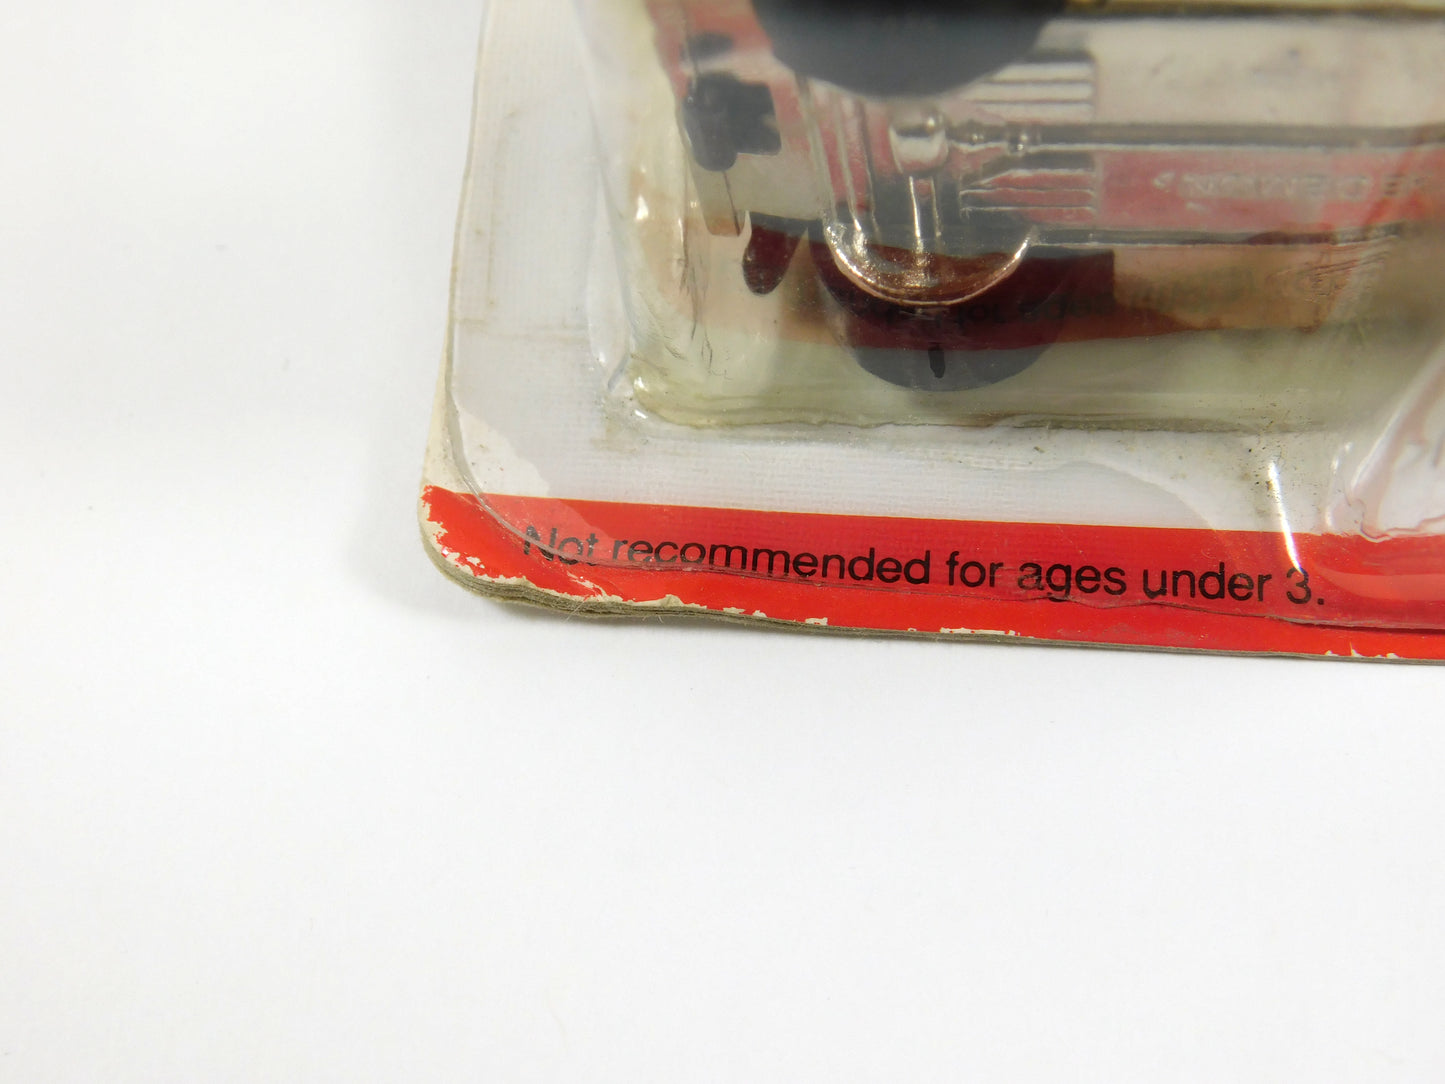 Not recommended for ages under 3.